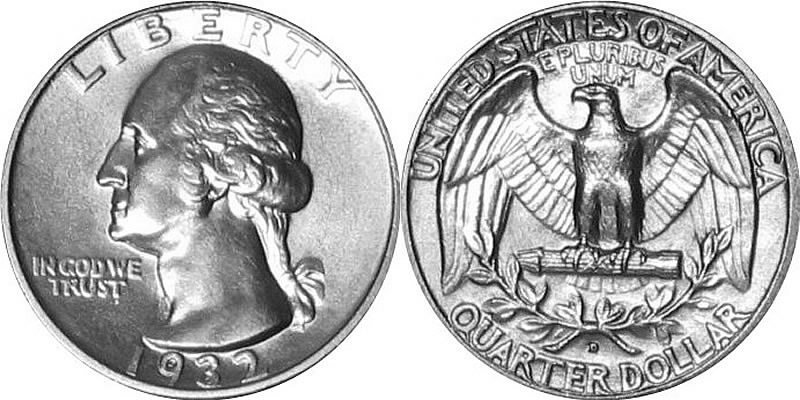 LIBERTY
IN GOD WE
TRUST
1932
UNITED STATES OF AMERICA
E PLURIBUS
UNUM
D
QUARTER DOLLAR